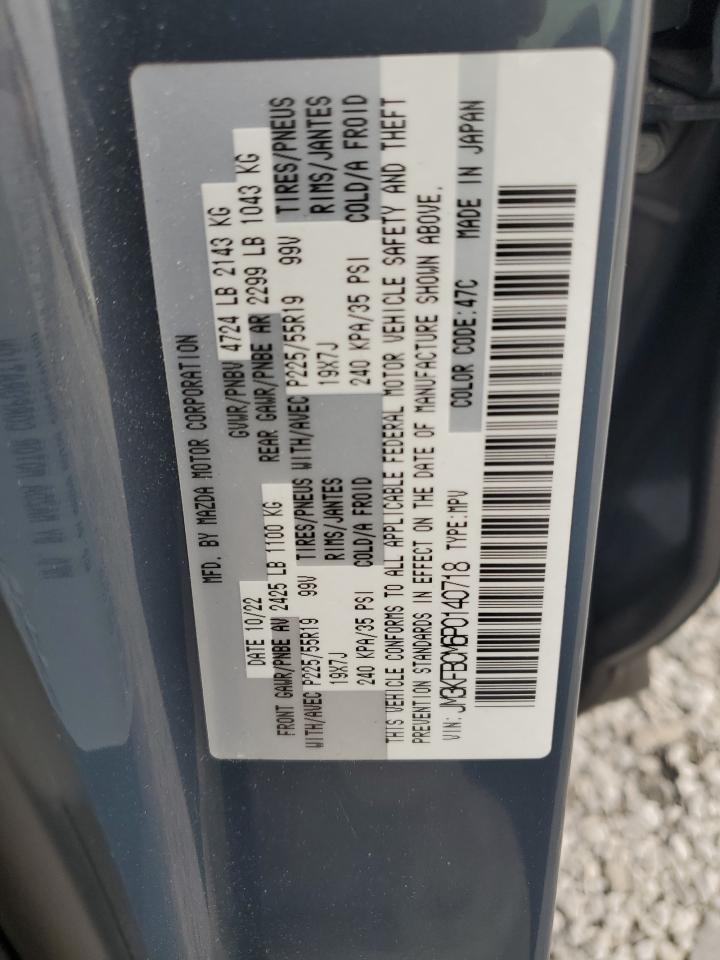 MFD. BY MAZDA MOTOR CORPORATION
DATE 10/22 GVWR/PNBV 4724 LB 2143 KG
FRONT GAWR/PNBE AV 2425 LB 1100 KG REAR GAWR/PNBE AR 2299 LB 1043 KG
WITH/AVEC P225/55R19 99V TIRES/PNEUS WITH/AVEC P225/55R19 99V TIRES/PNEUS
19X7J RIMS/JANTES 19X7J RIMS/JANTES
240 KPA/35 PSI COLD/A FROID 240 KPA/35 PSI COLD/A FROID
THIS VEHICLE CONFORMS TO ALL APPLICABLE FEDERAL MOTOR VEHICLE SAFETY AND THEFT
PREVENTION STANDARDS IN EFFECT ON THE DATE OF MANUFACTURE SHOWN ABOVE.
VIN: JM3KFBCM6P0140718 TYPE:MPV COLOR CODE:47C MADE IN JAPAN